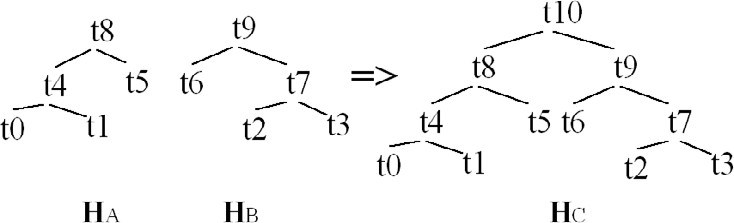 t8 t9 t10
t4 t5 t6 t7 => t8 t9
t0 t1 t2 t3 t4 t5 t6 t7
t0 t1 t2 t3
HA HB HC